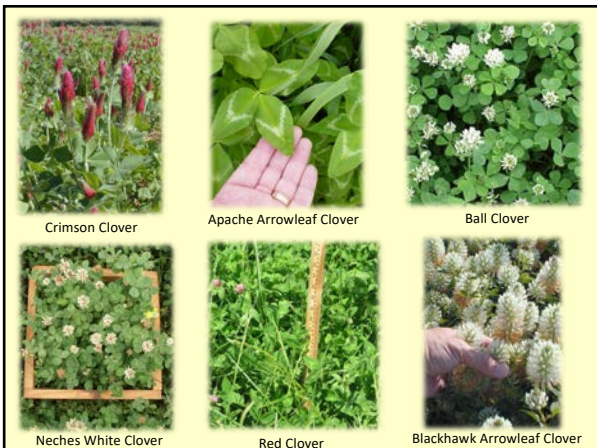 Crimson Clover
Apache Arrowleaf Clover
Ball Clover
Neches White Clover
Red Clover
Blackhawk Arrowleaf Clover